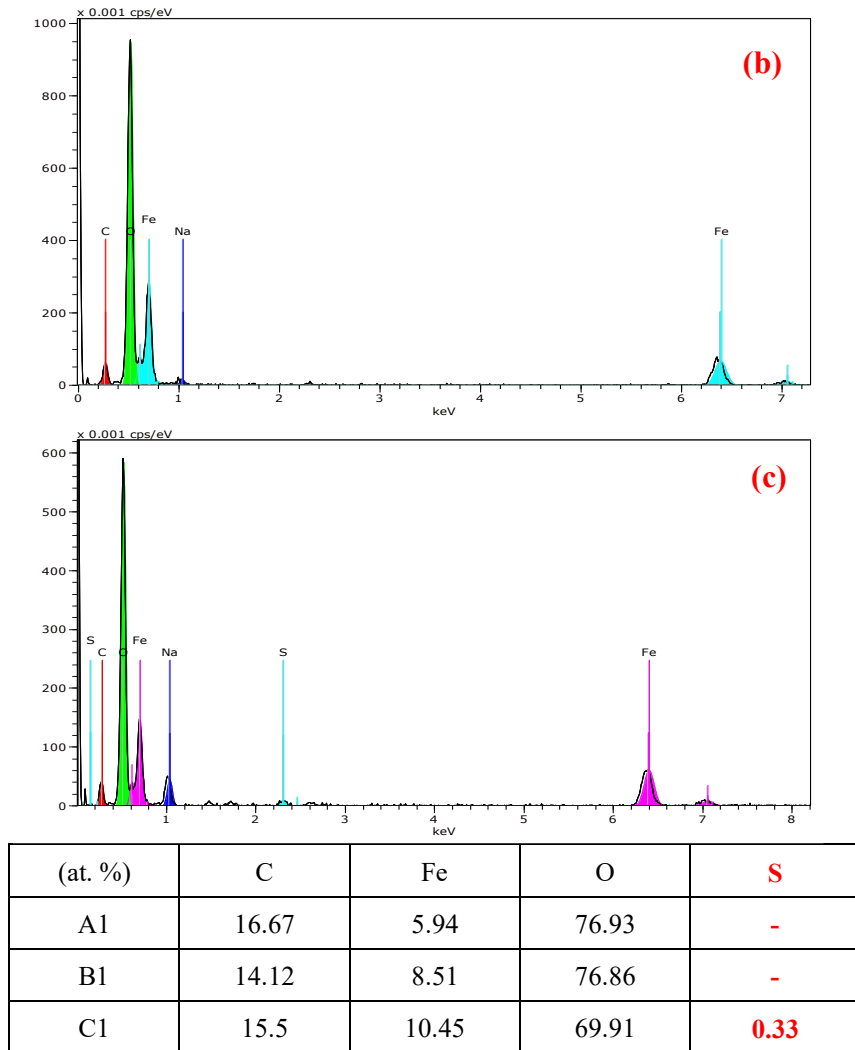 x 0.001 cps/eV
1000
(b)
800
600
Fe
400
C O Na Fe
200
0
0 1 2 3 4 5 6 7
keV
x 0.001 cps/eV
600
(c)
500
400
300
S Fe
C O Na S Fe
200
100
0
1 2 3 4 5 6 7 8
keV
(at. %) C Fe O S
A1 16.67 5.94 76.93 -
B1 14.12 8.51 76.86 -
C1 15.5 10.45 69.91 0.33